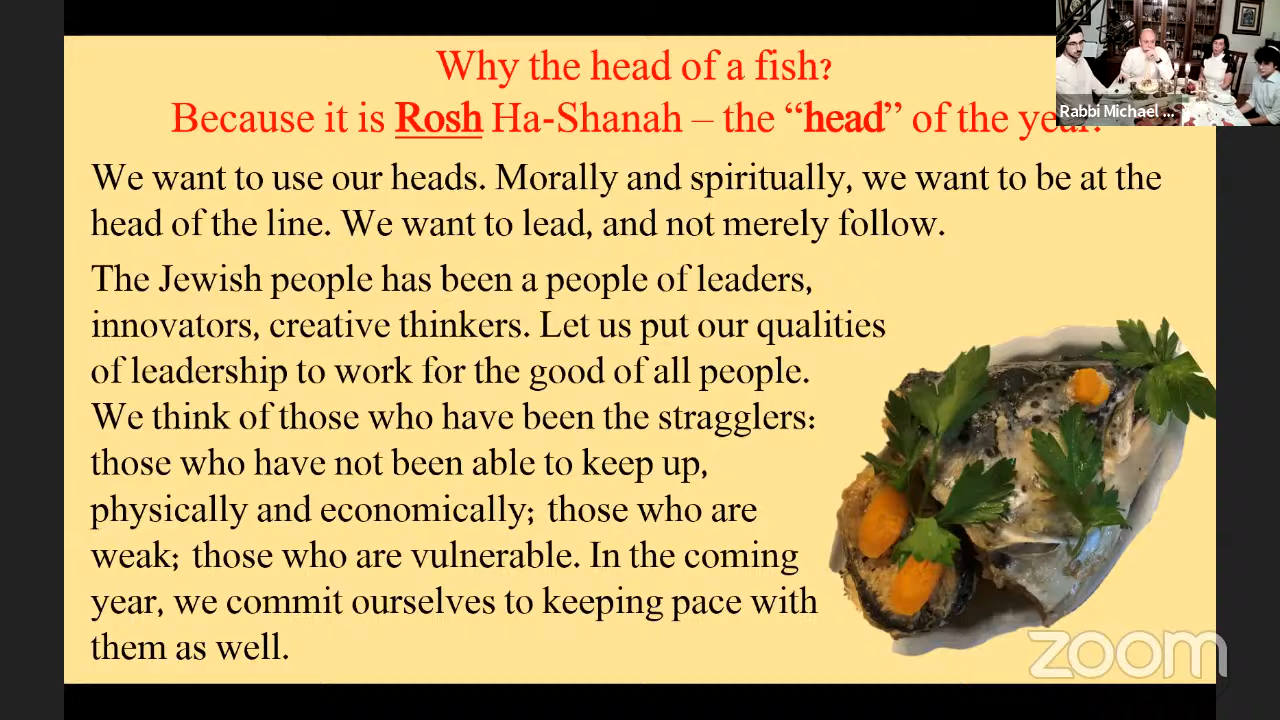 Why the head of a fish?
Because it is Rosh Ha-Shanah – the “head” of the year.
Rabbi Michael ...
We want to use our heads. Morally and spiritually, we want to be at the
head of the line. We want to lead, and not merely follow.
The Jewish people has been a people of leaders,
innovators, creative thinkers. Let us put our qualities
of leadership to work for the good of all people.
We think of those who have been the stragglers:
those who have not been able to keep up,
physically and economically; those who are
weak; those who are vulnerable. In the coming
year, we commit ourselves to keeping pace with
them as well.
zoom